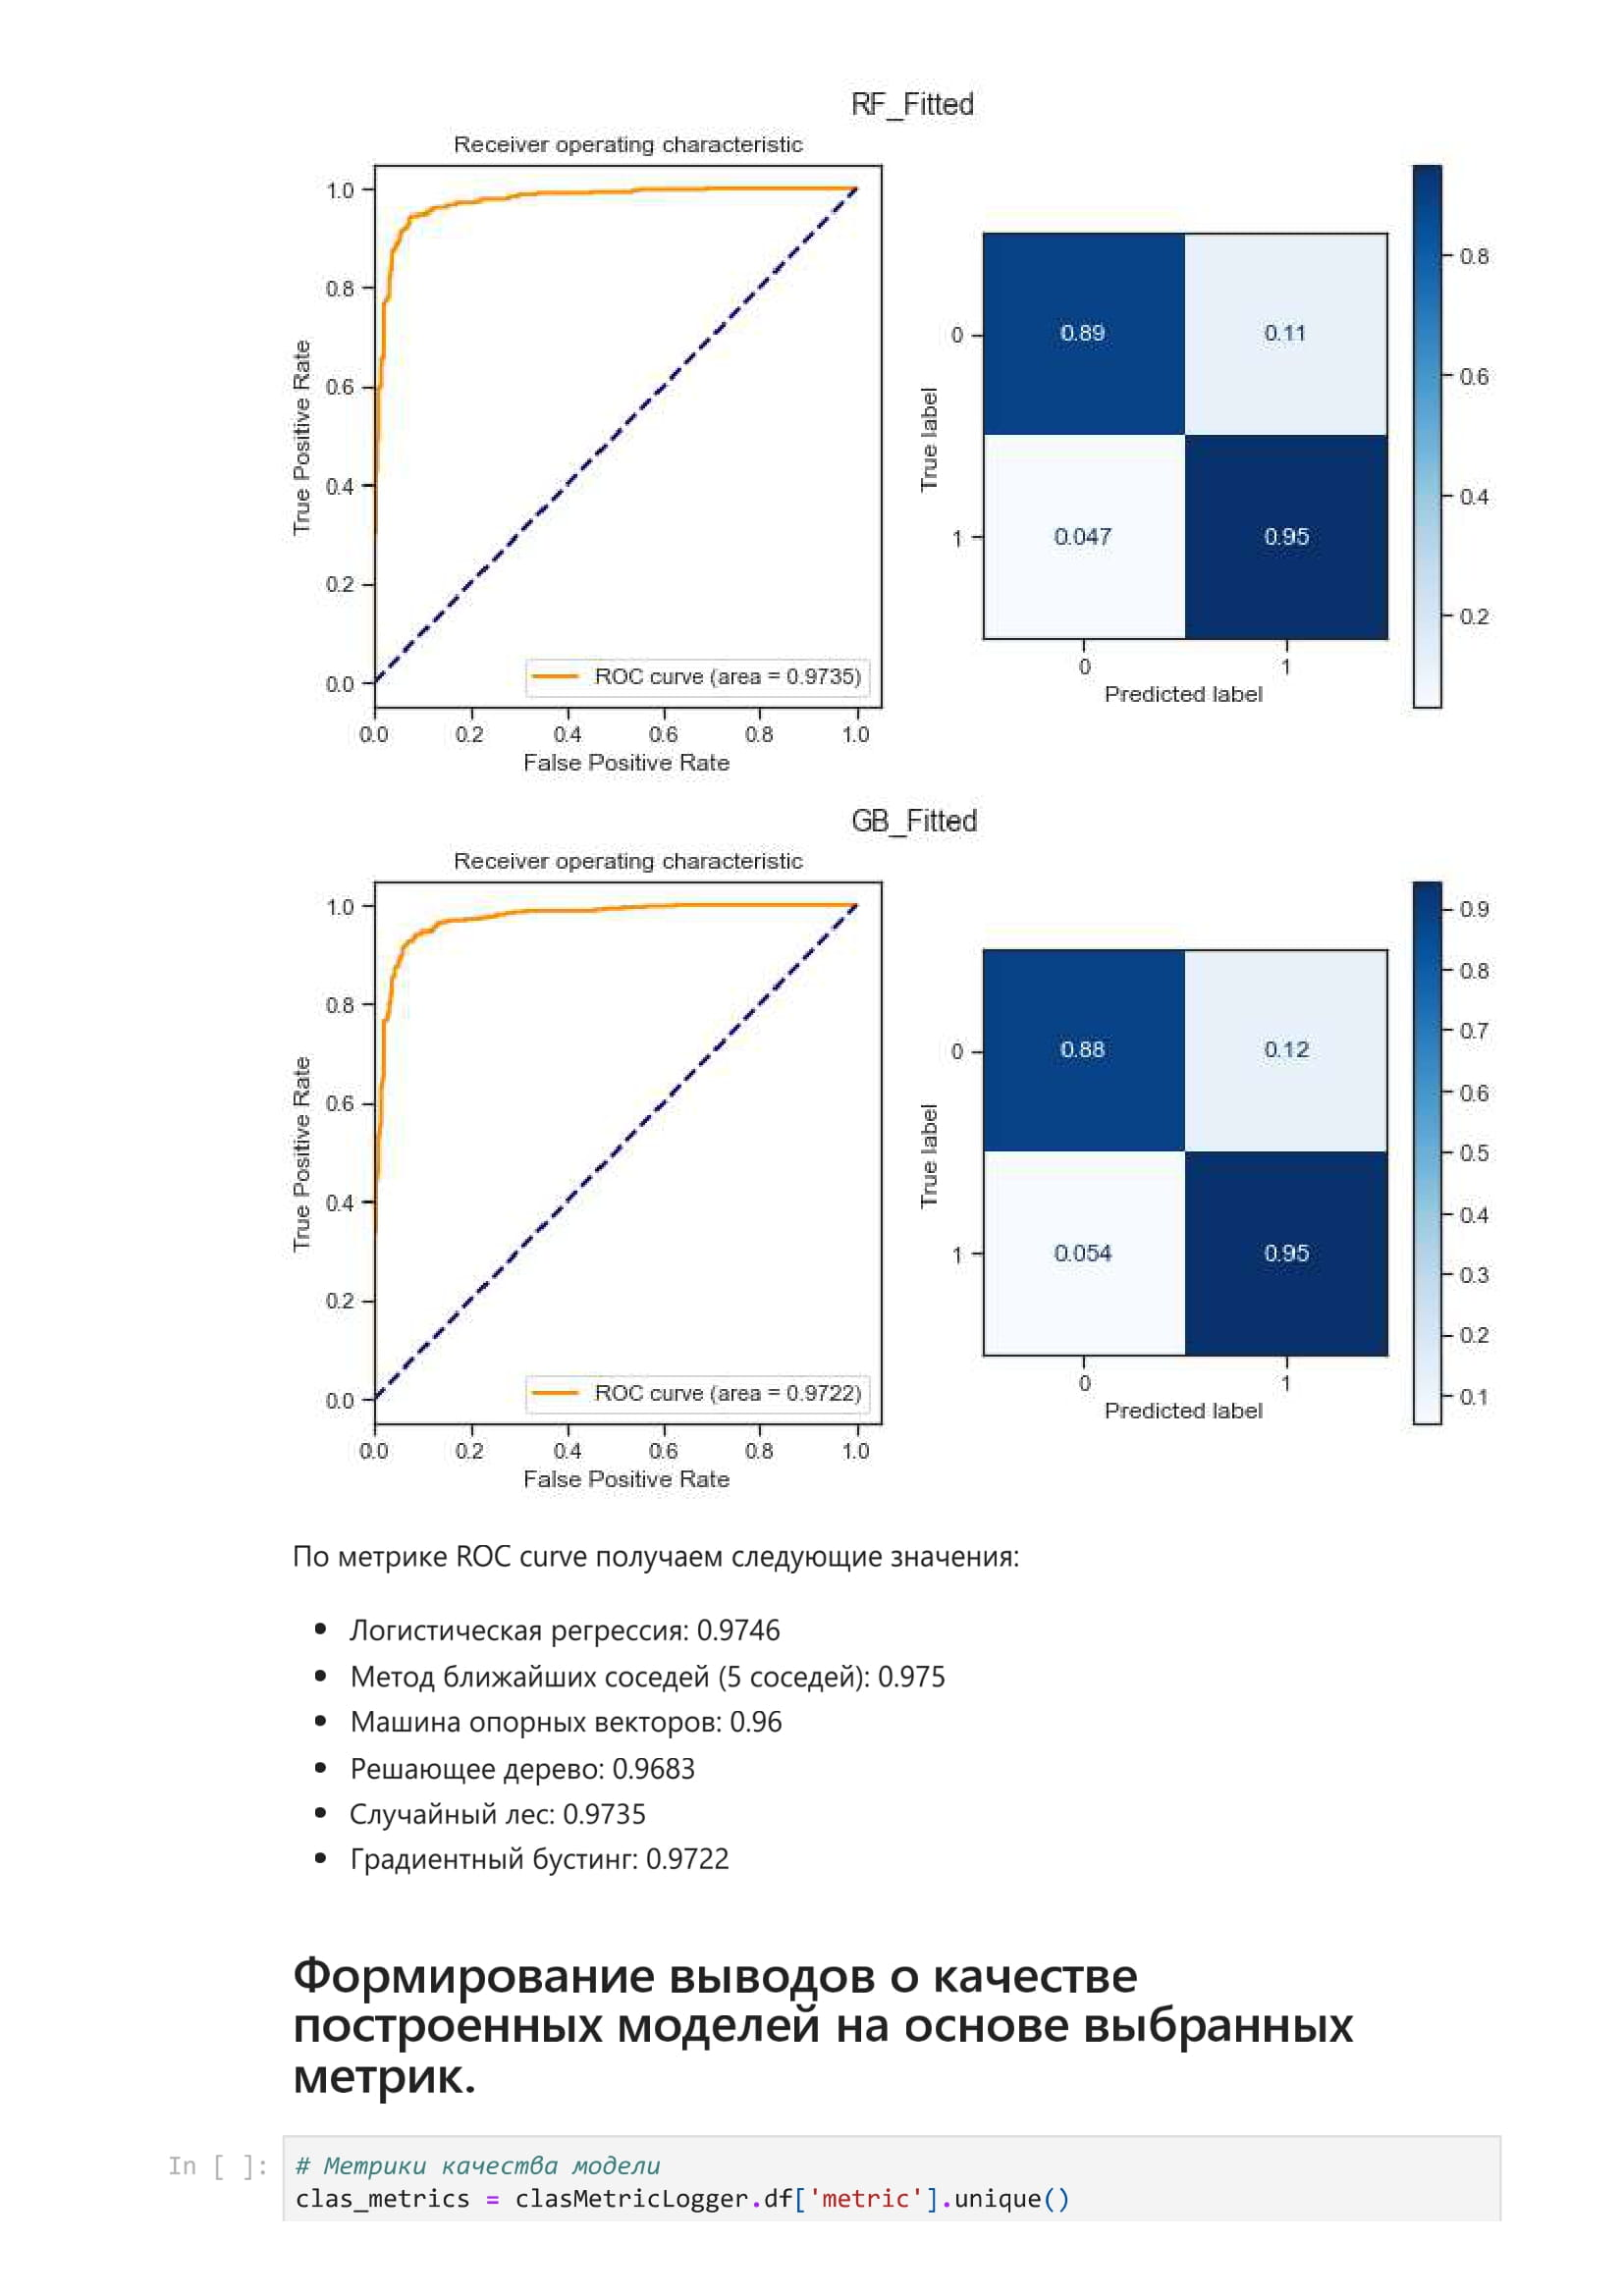 RF_Fitted
Receiver operating characteristic
1.0
0.8
0.6
0.4
0.2
0.0
True Positive Rate
ROC curve (area = 0.9735)
0.0 0.2 0.4 0.6 0.8 1.0
False Positive Rate
0.89 0.11
0.047 0.95
0
1
True label
0 1
Predicted label
0.8
0.6
0.4
0.2
GB_Fitted
Receiver operating characteristic
1.0
0.8
0.6
0.4
0.2
0.0
True Positive Rate
ROC curve (area = 0.9722)
0.0 0.2 0.4 0.6 0.8 1.0
False Positive Rate
0.88 0.12
0.054 0.95
0
1
True label
0 1
Predicted label
0.9
0.8
0.7
0.6
0.5
0.4
0.3
0.2
0.1
По метрике ROC curve получаем следующие значения:
• Логистическая регрессия: 0.9746
• Метод ближайших соседей (5 соседей): 0.975
• Машина опорных векторов: 0.96
• Решающее дерево: 0.9683
• Случайный лес: 0.9735
• Градиентный бустинг: 0.9722
Формирование выводов о качестве
построенных моделей на основе выбранных
метрик.
In [ ]: # Метрики качества модели
clas_metrics = clasMetricLogger.df['metric'].unique()